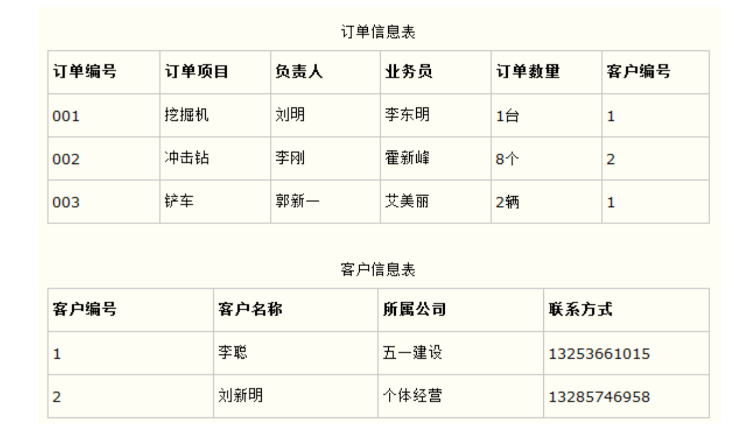 订单信息表
订单编号 订单项目 负责人 业务员 订单数量 客户编号
001 挖掘机 刘明 李东明 1台 1
002 冲击钻 李刚 霍新峰 8个 2
003 铲车 郭新一 艾美丽 2辆 1
客户信息表
客户编号 客户名称 所属公司 联系方式
1 李聪 五一建设 13253661015
2 刘新明 个体经营 13285746958